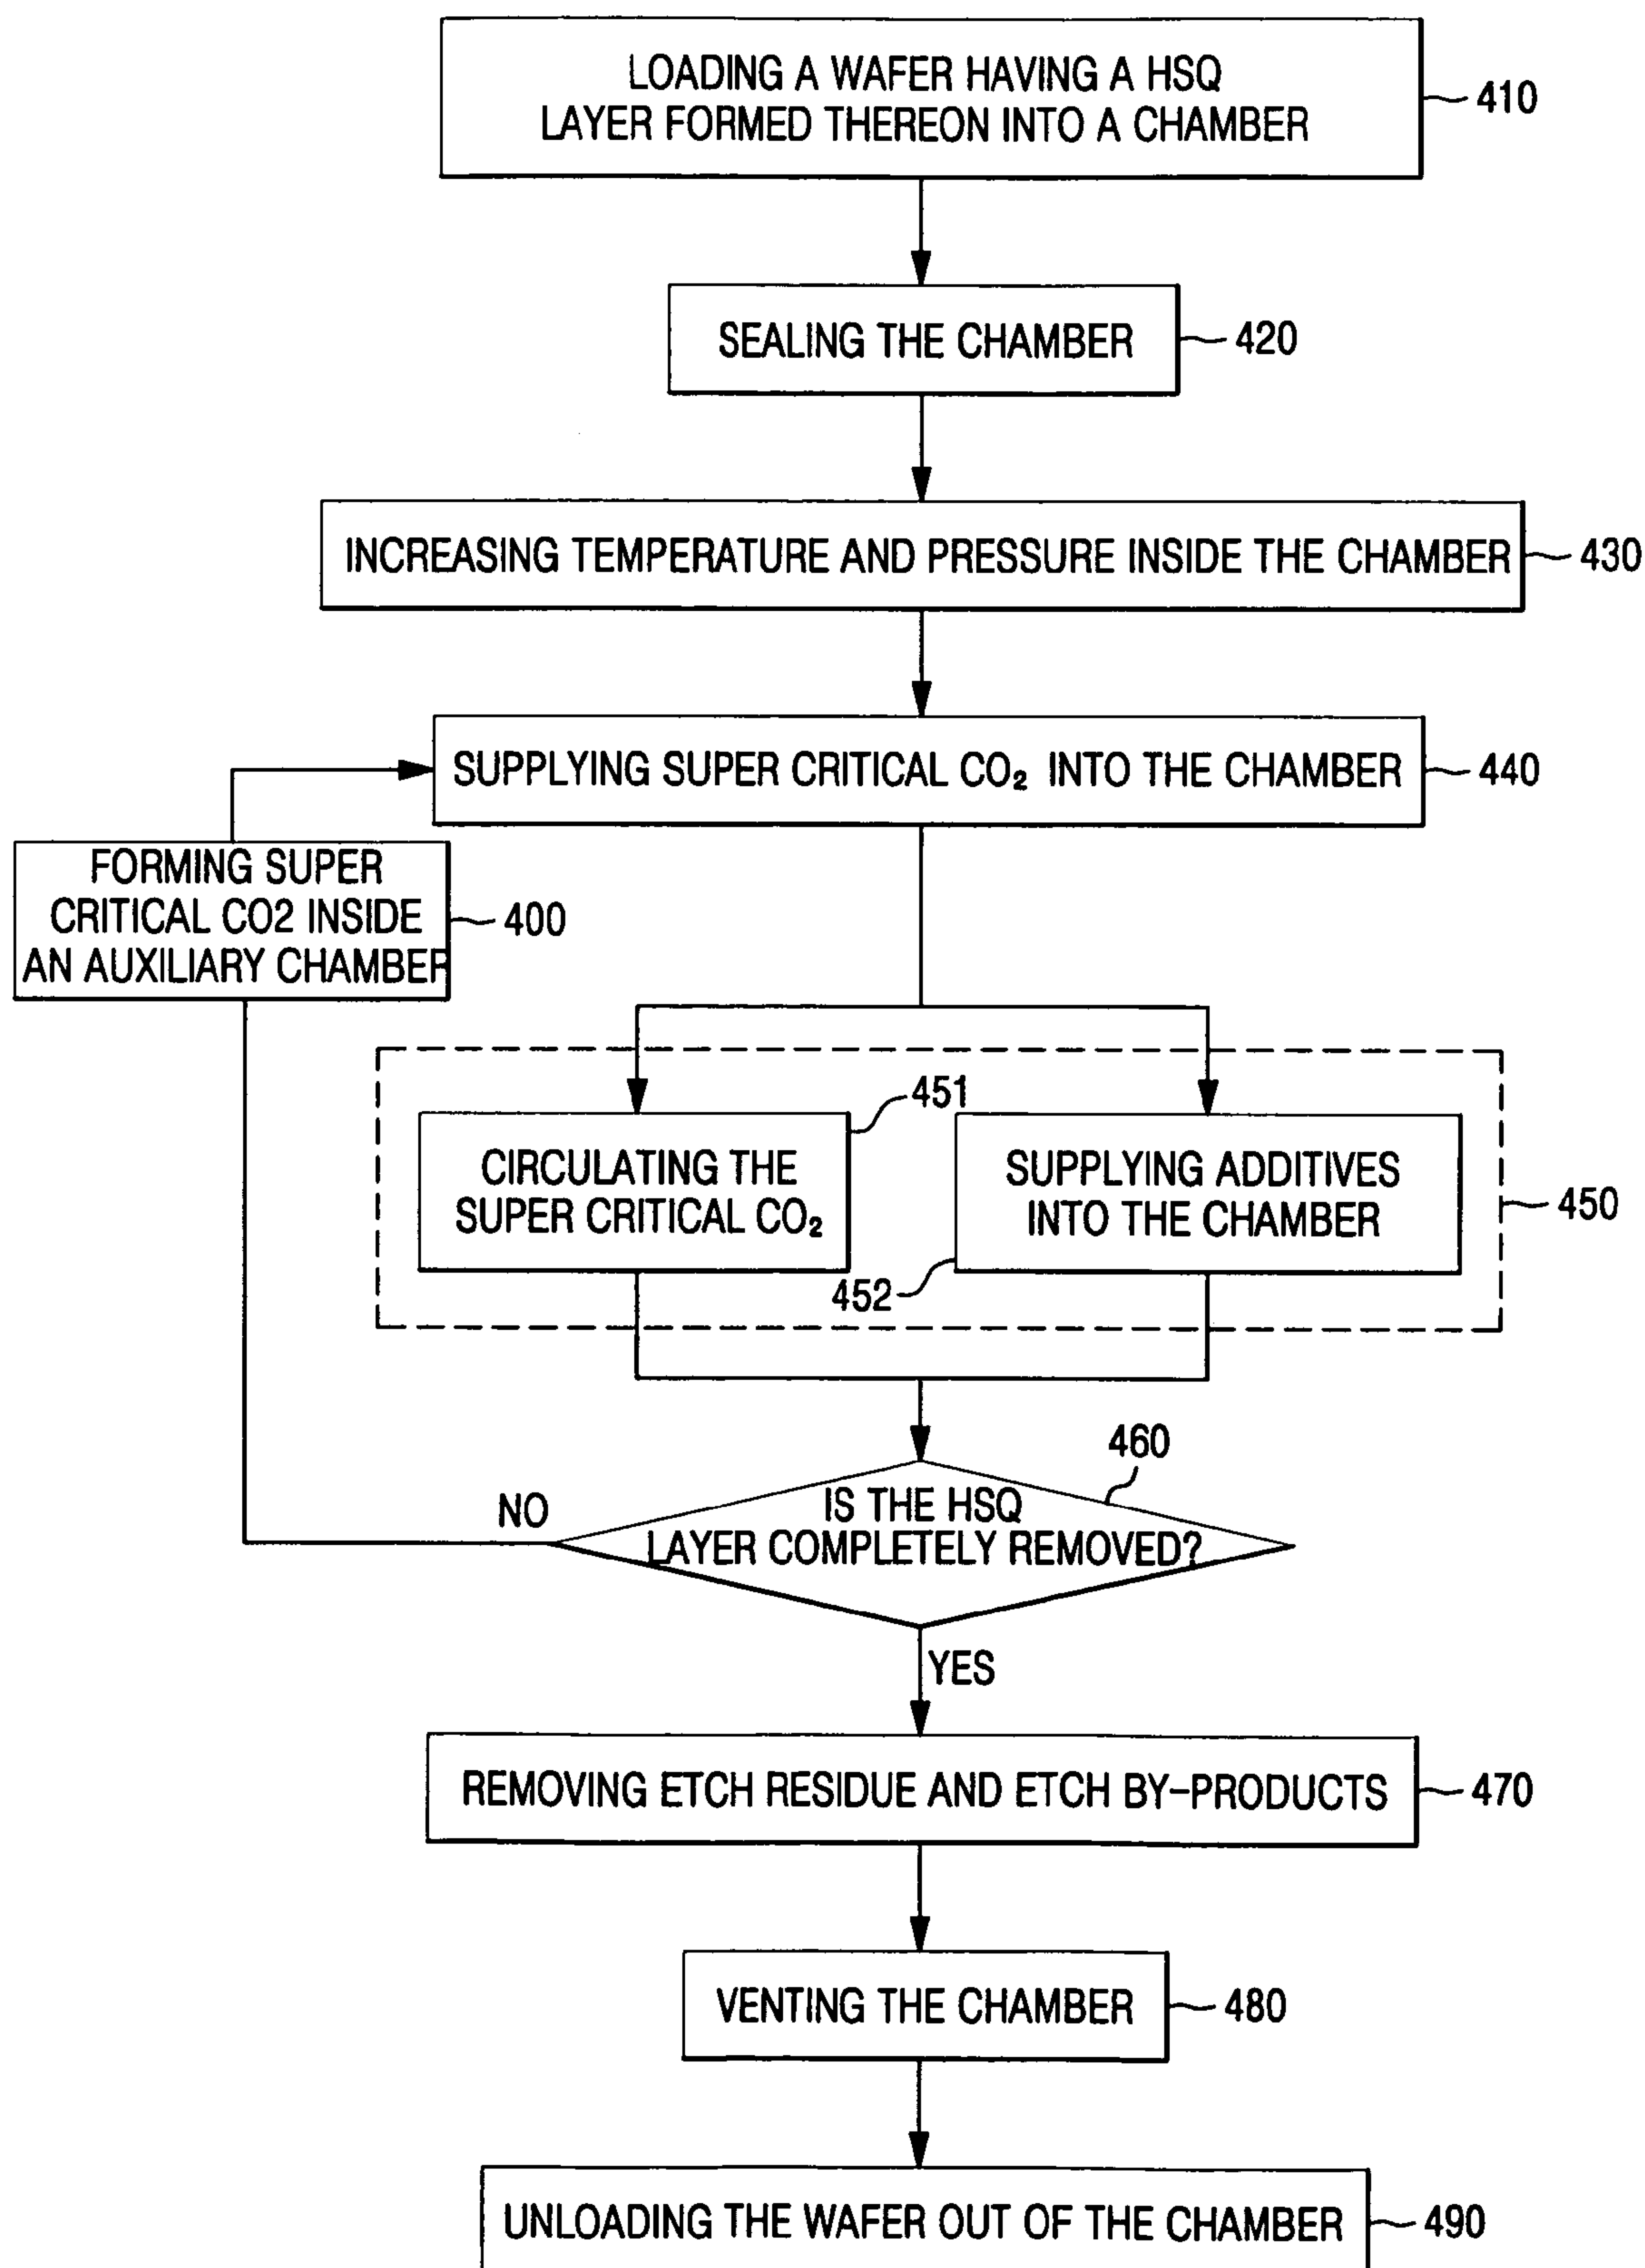 LOADING A WAFER HAVING A HSQ
LAYER FORMED THEREON INTO A CHAMBER
410
SEALING THE CHAMBER
420
INCREASING TEMPERATURE AND PRESSURE INSIDE THE CHAMBER
430
SUPPLYING SUPER CRITICAL CO₂ INTO THE CHAMBER
440
FORMING SUPER
CRITICAL CO2 INSIDE
AN AUXILIARY CHAMBER
400
451
CIRCULATING THE
SUPER CRITICAL CO₂
SUPPLYING ADDITIVES
INTO THE CHAMBER
452
450
460
IS THE HSQ
LAYER COMPLETELY REMOVED?
NO
YES
REMOVING ETCH RESIDUE AND ETCH BY-PRODUCTS
470
VENTING THE CHAMBER
480
UNLOADING THE WAFER OUT OF THE CHAMBER
490